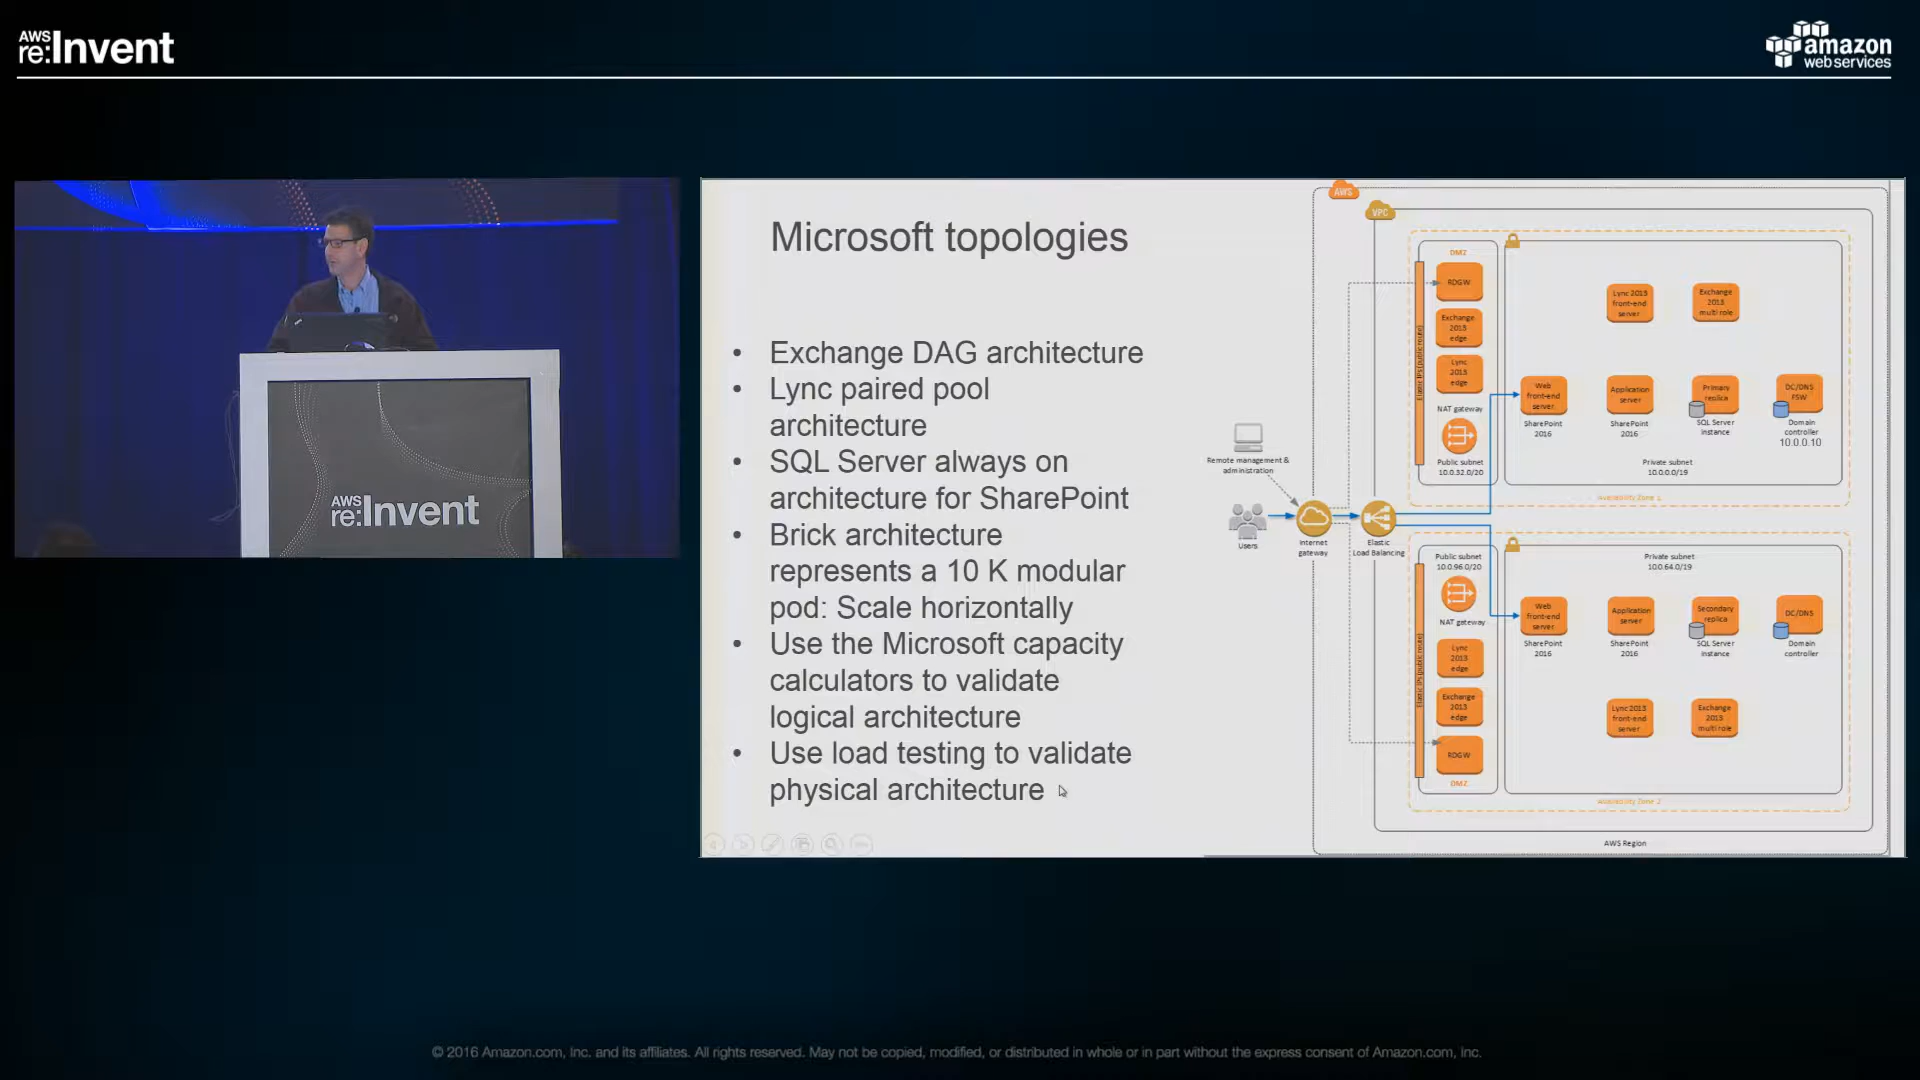 AWS
re:Invent
amazon
web services
AWS
re:Invent
Microsoft topologies
• Exchange DAG architecture
• Lync paired pool
architecture
• SQL Server always on
architecture for SharePoint
• Brick architecture
represents a 10 K modular
pod: Scale horizontally
• Use the Microsoft capacity
calculators to validate
logical architecture
• Use load testing to validate
physical architecture
AWS
VPC
Remote management &
administration
Users
Internet
gateway
Elastic
Load Balancing
DMZ
RDGW
Exchange
2013
edge
Lync
2013
edge
NAT gateway
Public subnet
10.0.32.0/20
Elastic IPs (public route)
Lync 2013
front-end
server
Exchange
2013
multi role
Web
front-end
server
SharePoint
2016
Application
server
SharePoint
2016
Primary
replica
SQL Server
instance
DC/DNS
FSW
Domain
controller
10.0.0.10
Private subnet
10.0.0.0/19
Availability Zone 1
Public subnet
10.0.96.0/20
NAT gateway
Elastic IPs (public route)
Lync
2013
edge
Exchange
2013
edge
RDGW
DMZ
Private subnet
10.0.64.0/19
Web
front-end
server
SharePoint
2016
Application
server
SharePoint
2016
Secondary
replica
SQL Server
instance
DC/DNS
Domain
controller
Lync 2013
front-end
server
Exchange
2013
multi role
Availability Zone 2
AWS Region
© 2016 Amazon.com, Inc. and its affiliates. All rights reserved. May not be copied, modified, or distributed in whole or in part without the express consent of Amazon.com, Inc.